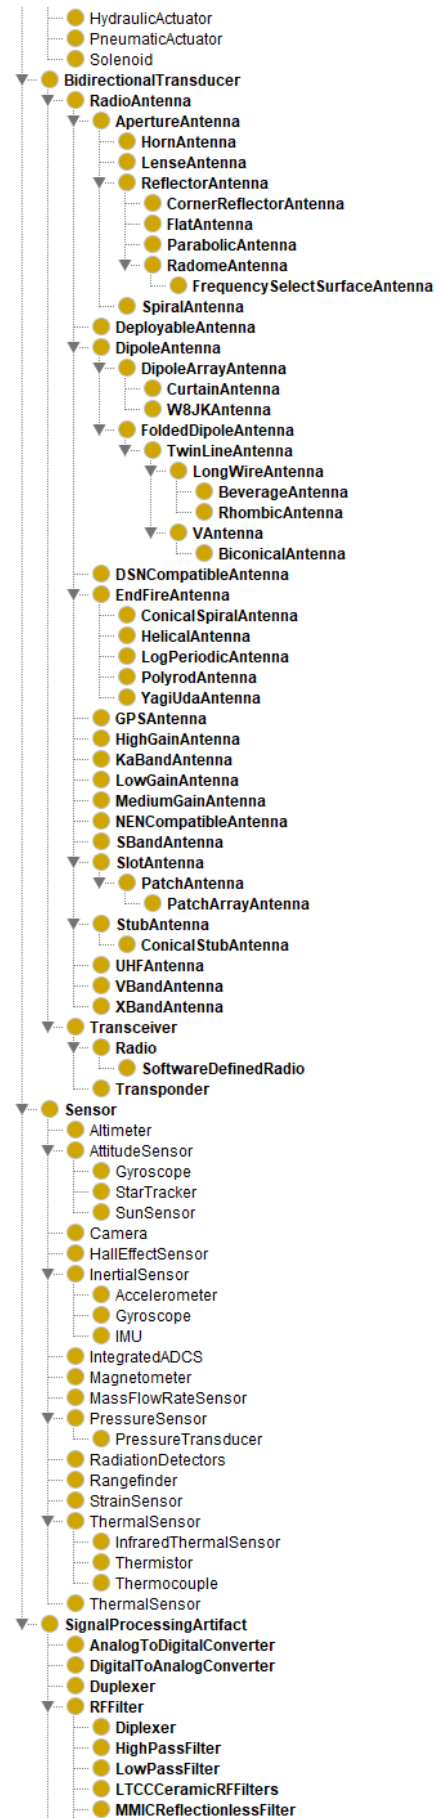 HydraulicActuator
PneumaticActuator
Solenoid
BidirectionalTransducer
RadioAntenna
ApertureAntenna
HornAntenna
LenseAntenna
ReflectorAntenna
CornerReflectorAntenna
FlatAntenna
ParabolicAntenna
RadomeAntenna
FrequencySelectSurfaceAntenna
SpiralAntenna
DeployableAntenna
DipoleAntenna
DipoleArrayAntenna
CurtainAntenna
W8JKAntenna
FoldedDipoleAntenna
TwinLineAntenna
LongWireAntenna
BeverageAntenna
RhombicAntenna
VAntenna
BiconicalAntenna
DSNCompatibleAntenna
EndFireAntenna
ConicalSpiralAntenna
HelicalAntenna
LogPeriodicAntenna
PolyrodAntenna
YagiUdaAntenna
GPSAntenna
HighGainAntenna
KaBandAntenna
LowGainAntenna
MediumGainAntenna
NENCompatibleAntenna
SBandAntenna
SlotAntenna
PatchAntenna
PatchArrayAntenna
StubAntenna
ConicalStubAntenna
UHFAntenna
VBandAntenna
XBandAntenna
Transceiver
Radio
SoftwareDefinedRadio
Transponder
Sensor
Altimeter
AttitudeSensor
Gyroscope
StarTracker
SunSensor
Camera
HallEffectSensor
InertialSensor
Accelerometer
Gyroscope
IMU
IntegratedADCS
Magnetometer
MassFlowRateSensor
PressureSensor
PressureTransducer
RadiationDetectors
Rangefinder
StrainSensor
ThermalSensor
InfraredThermalSensor
Thermistor
Thermocouple
ThermalSensor
SignalProcessingArtifact
AnalogToDigitalConverter
DigitalToAnalogConverter
Duplexer
RFFilter
Diplexer
HighPassFilter
LowPassFilter
LTCCCeramicRFFilters
MMICReflectionlessFilter